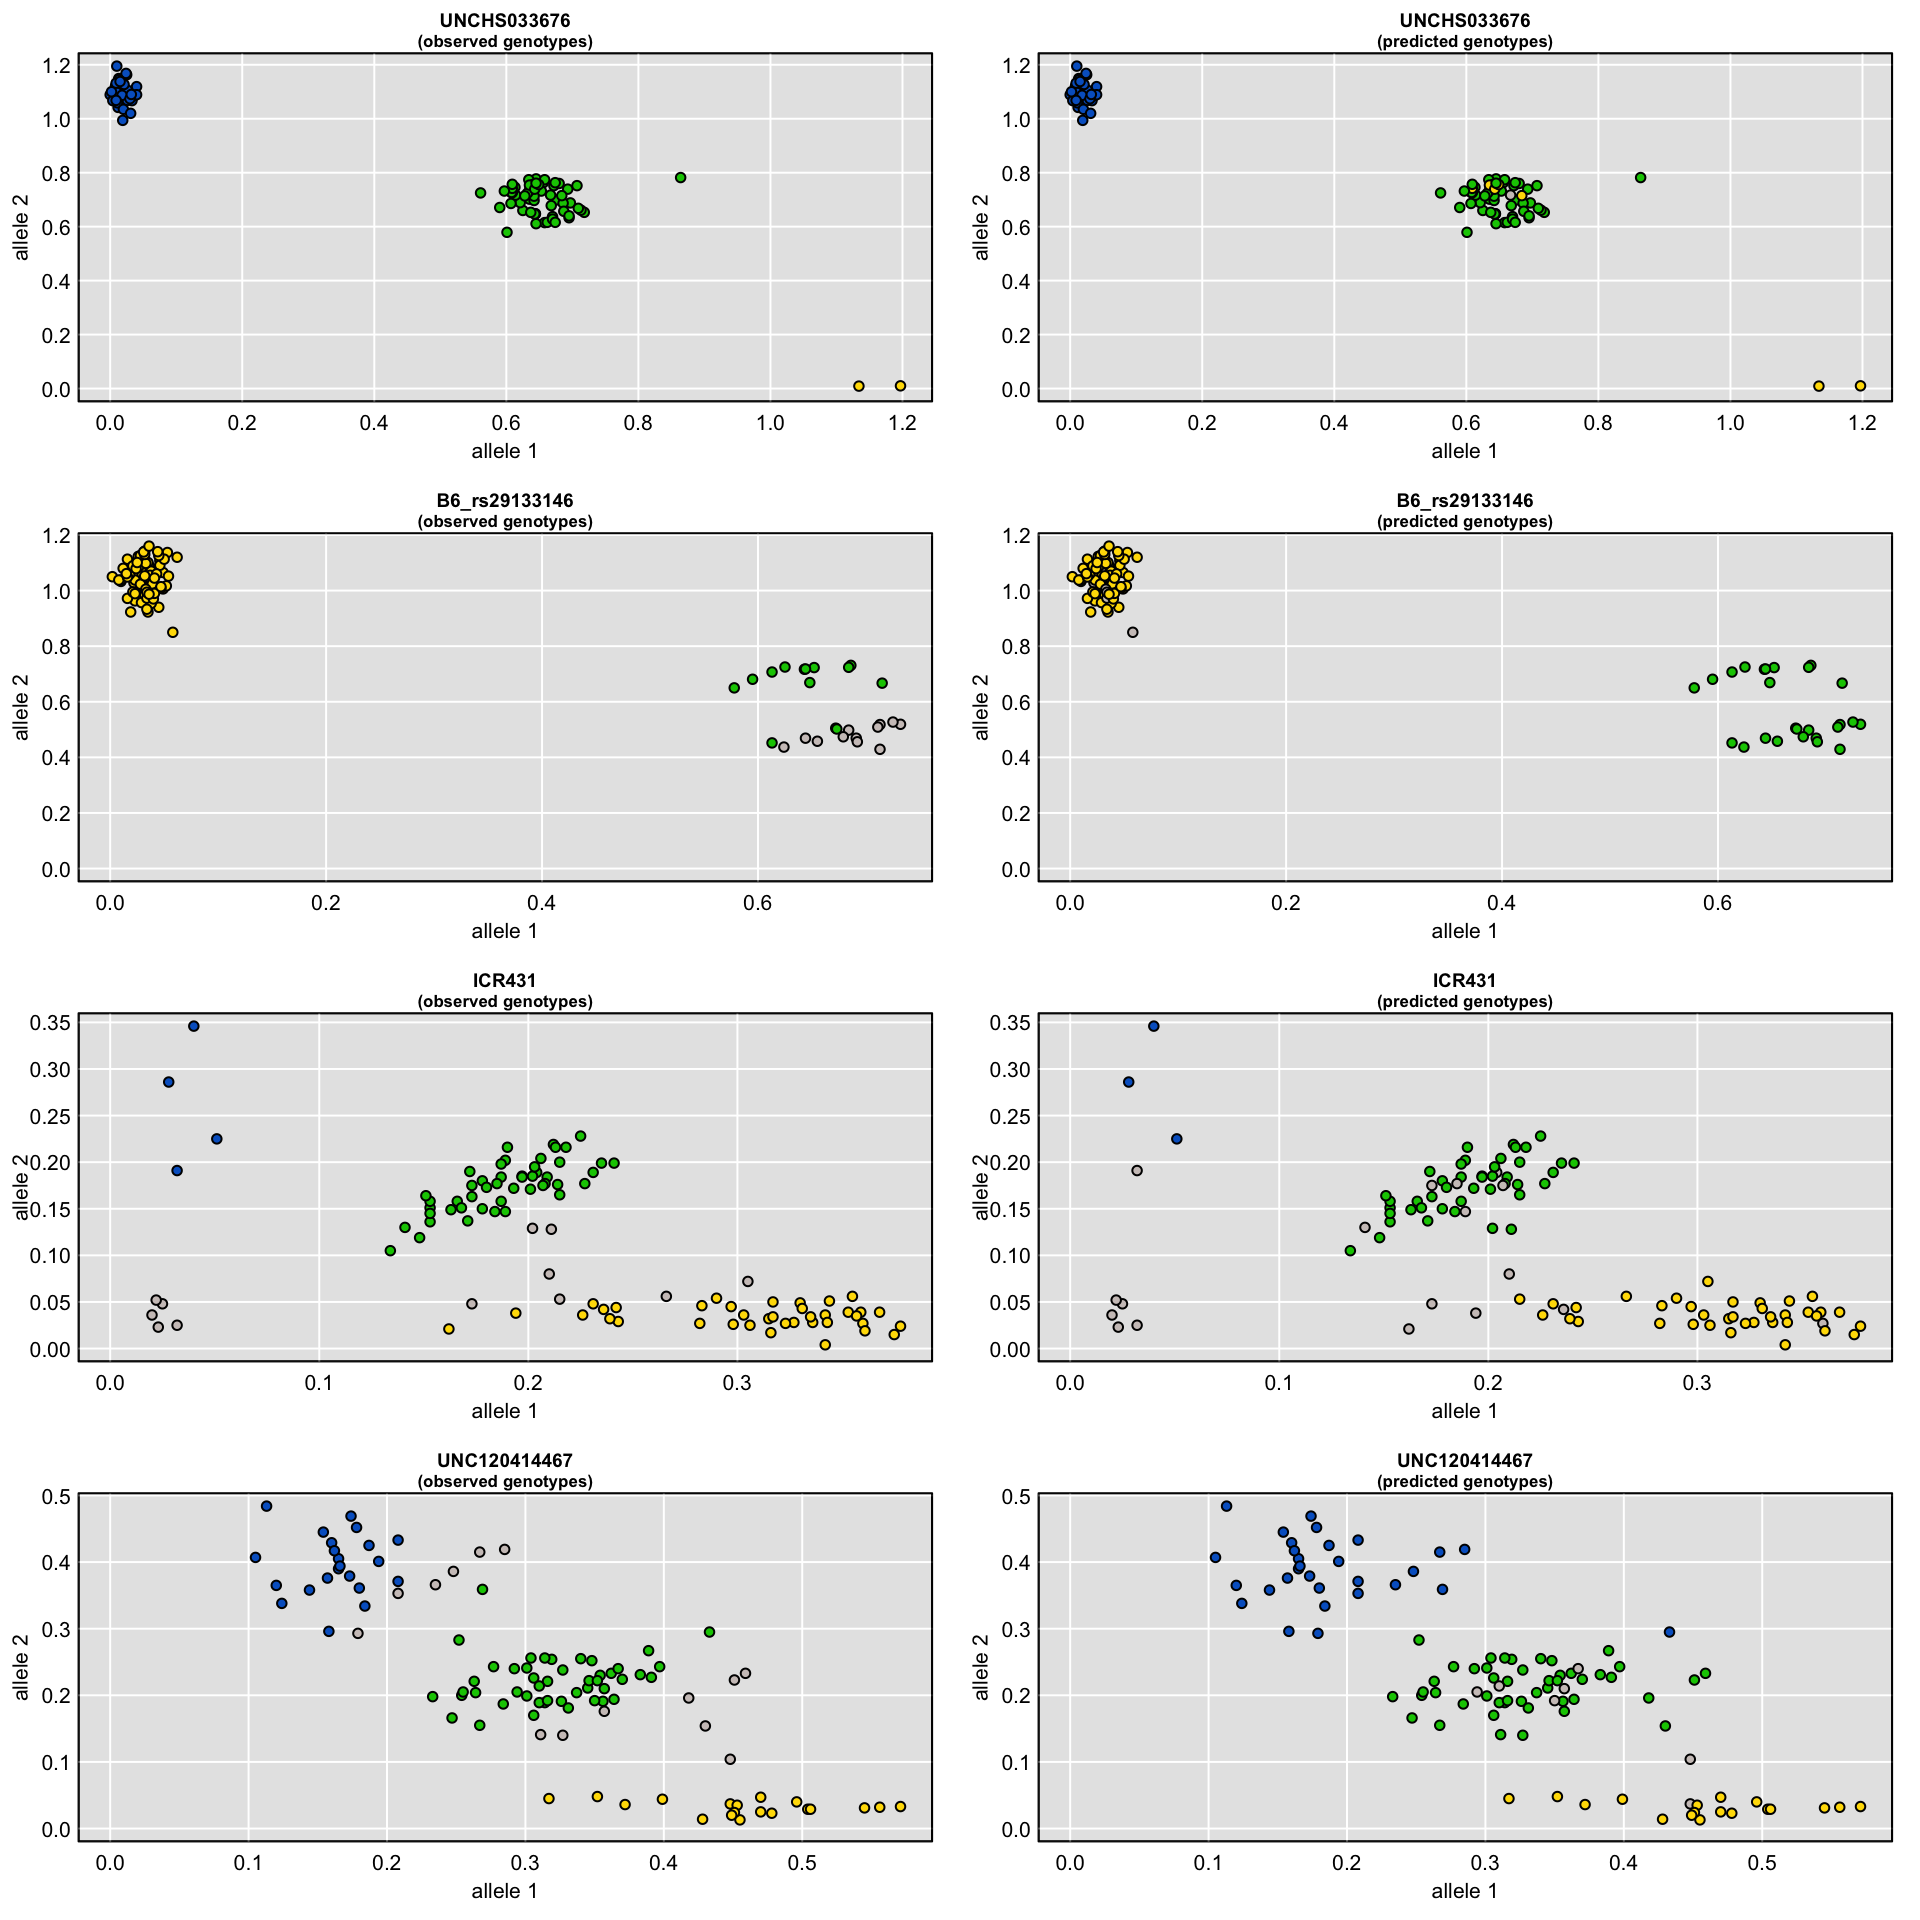 UNCHS033676
(observed genotypes)
1.2
1.0
0.8
0.6
0.4
0.2
0.0
allele 2
0.0 0.2 0.4 0.6 0.8 1.0 1.2
allele 1
UNCHS033676
(predicted genotypes)
1.2
1.0
0.8
0.6
0.4
0.2
0.0
allele 2
0.0 0.2 0.4 0.6 0.8 1.0 1.2
allele 1
B6_rs29133146
(observed genotypes)
1.2
1.0
0.8
0.6
0.4
0.2
0.0
allele 2
0.0 0.2 0.4 0.6
allele 1
B6_rs29133146
(predicted genotypes)
1.2
1.0
0.8
0.6
0.4
0.2
0.0
allele 2
0.0 0.2 0.4 0.6
allele 1
ICR431
(observed genotypes)
0.35
0.30
0.25
0.20
0.15
0.10
0.05
0.00
allele 2
0.0 0.1 0.2 0.3
allele 1
ICR431
(predicted genotypes)
0.35
0.30
0.25
0.20
0.15
0.10
0.05
0.00
allele 2
0.0 0.1 0.2 0.3
allele 1
UNC120414467
(observed genotypes)
0.5
0.4
0.3
0.2
0.1
0.0
allele 2
0.0 0.1 0.2 0.3 0.4 0.5
allele 1
UNC120414467
(predicted genotypes)
0.5
0.4
0.3
0.2
0.1
0.0
allele 2
0.0 0.1 0.2 0.3 0.4 0.5
allele 1